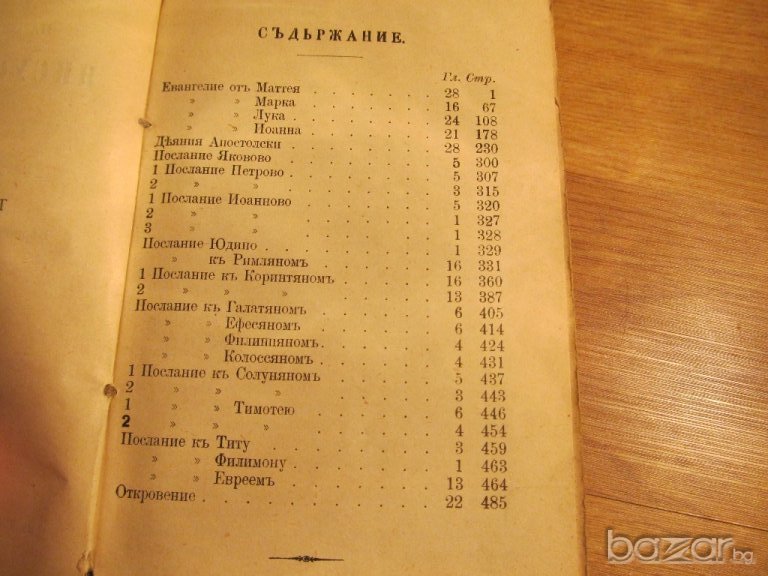 СЪДЪРЖАНИЕ.
Гл. Стр.
Евангелие отъ Маттея . . . . . . 28 1
» » Марка . . . . . . 16 67
» » Лука . . . . . . 24 108
» » Иоанна . . . . . . 21 178
Дѣяния Апостолски . . . . . . 28 230
Послание Яковово . . . . . . 5 300
1 Послание Петрово . . . . . . 5 307
2 » » . . . . . . 3 315
1 Послание Иоанново . . . . . . 5 320
2 » » . . . . . . 1 327
3 » » . . . . . . 1 328
Послание Юдино . . . . . . 1 329
» къ Римляномъ . . . . . . 16 331
1 Послание къ Коринтяномъ . . . . . . 16 360
2 » » » . . . . . . 13 387
Послание къ Галатяномъ . . . . . . 6 405
» » Ефесяномъ . . . . . . 6 414
» » Филиппяномъ . . . . . . 4 424
» » Колоссяномъ . . . . . . 4 431
1 Послание къ Солуняномъ . . . . . . 5 437
2 » » » . . . . . . 3 443
1 » » Тимотею . . . . . . 6 446
2 » » » . . . . . . 4 454
Послание къ Титу . . . . . . 3 459
» » Филимону . . . . . . 1 463
» » Евреемъ . . . . . . 13 464
Откровение . . . . . . 22 485
bazar.bg